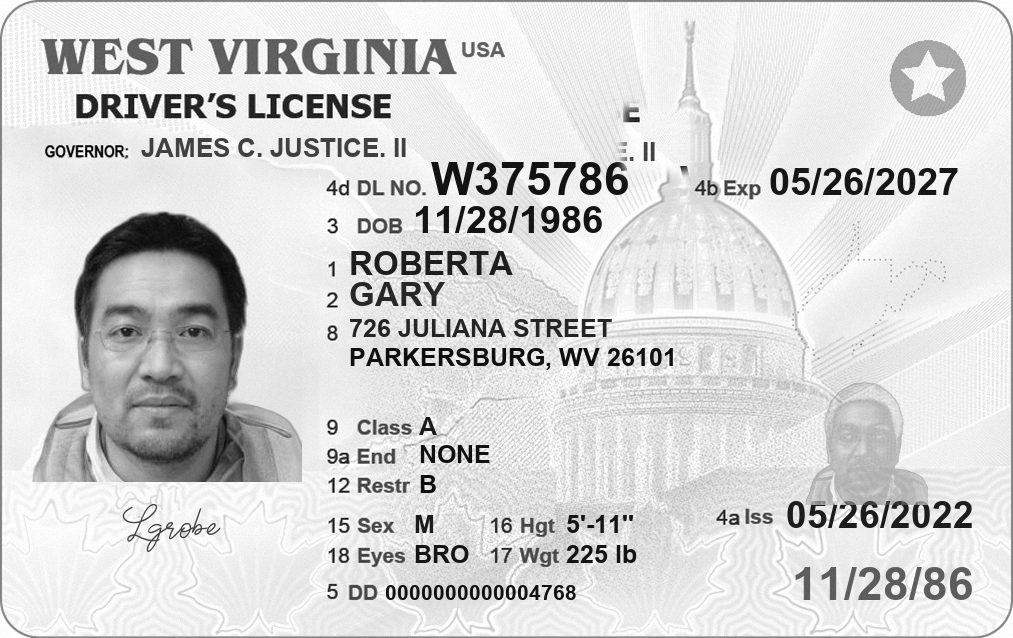 WEST VIRGINIA USA
DRIVER'S LICENSE
E
GOVERNOR: JAMES C. JUSTICE. II
E. II
4d DL NO. W375786 4b Exp 05/26/2027
3 DOB 11/28/1986
1 ROBERTA
2 GARY
8 726 JULIANA STREET
PARKERSBURG, WV 26101
9 Class A
9a End NONE
12 Restr B
15 Sex M 16 Hgt 5'-11"
4a Iss 05/26/2022
Lgrobe
18 Eyes BRO 17 Wgt 225 lb
5 DD 0000000000004768
11/28/86